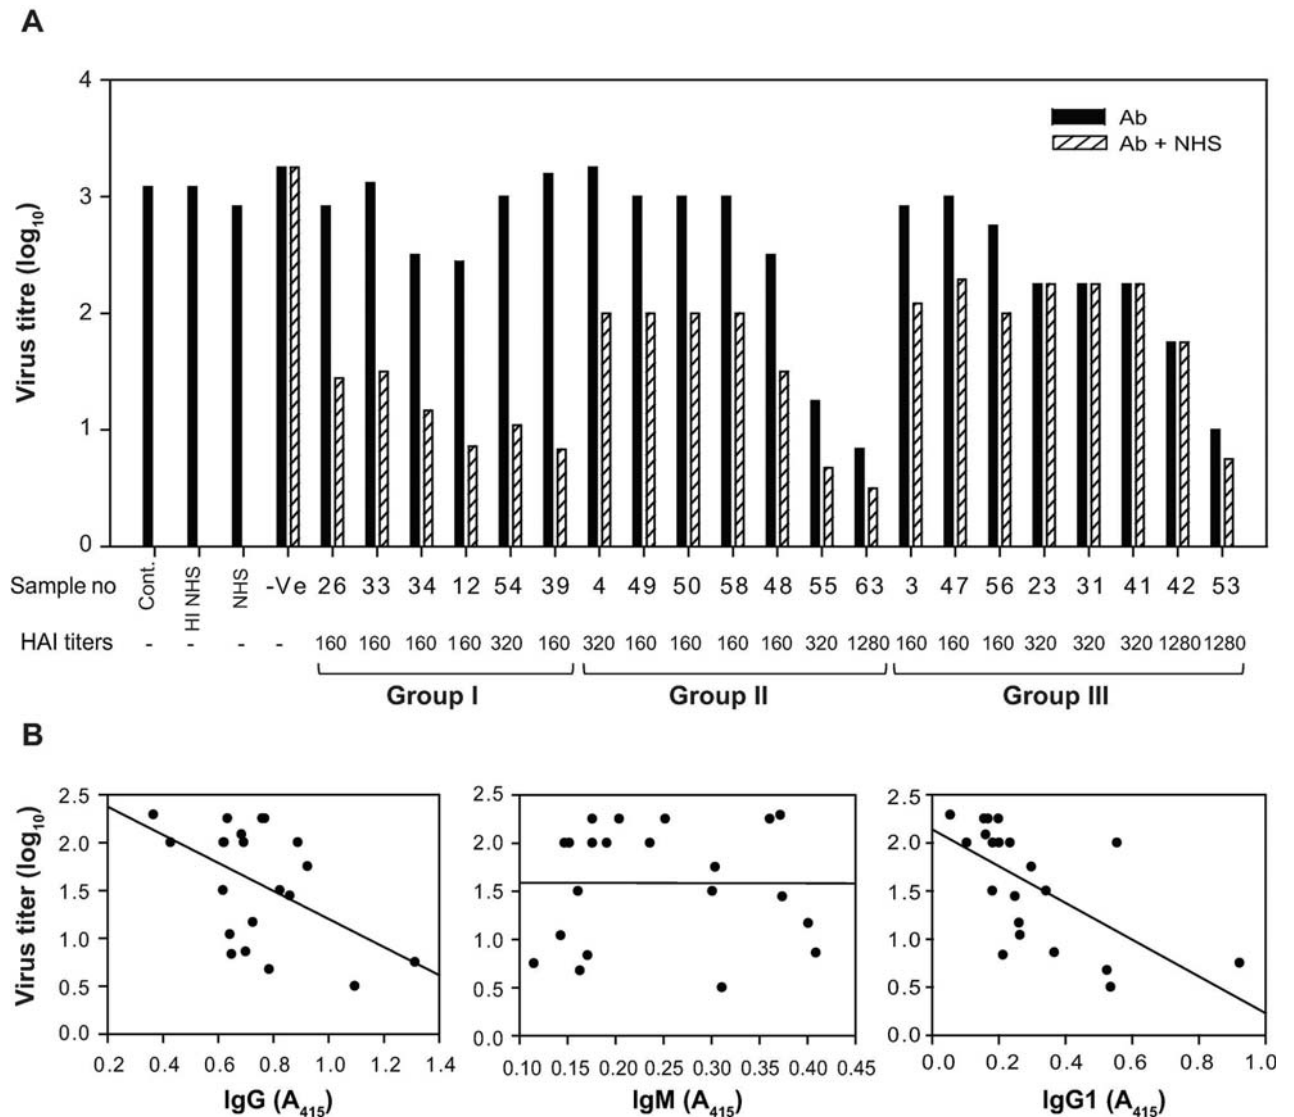 A
4
3
2
1
0
Virus titre (log10)
Ab
Ab + NHS
Sample no Cont. HI NHS NHS -Ve 26 33 34 12 54 39 4 49 50 58 48 55 63 3 47 56 23 31 41 42 53
HAI titers - - - - 160 160 160 160 320 160 320 160 160 160 160 320 1280 160 160 160 320 320 320 1280 1280
Group I Group II Group III
B
Virus titer (log10)
2.5
2.0
1.5
1.0
0.5
0.0
0.2 0.4 0.6 0.8 1.0 1.2 1.4
IgG (A415)
2.5
2.0
1.5
1.0
0.5
0.0
0.10 0.15 0.20 0.25 0.30 0.35 0.40 0.45
IgM (A415)
2.5
2.0
1.5
1.0
0.5
0.0
0.0 0.2 0.4 0.6 0.8 1.0
IgG1 (A415)